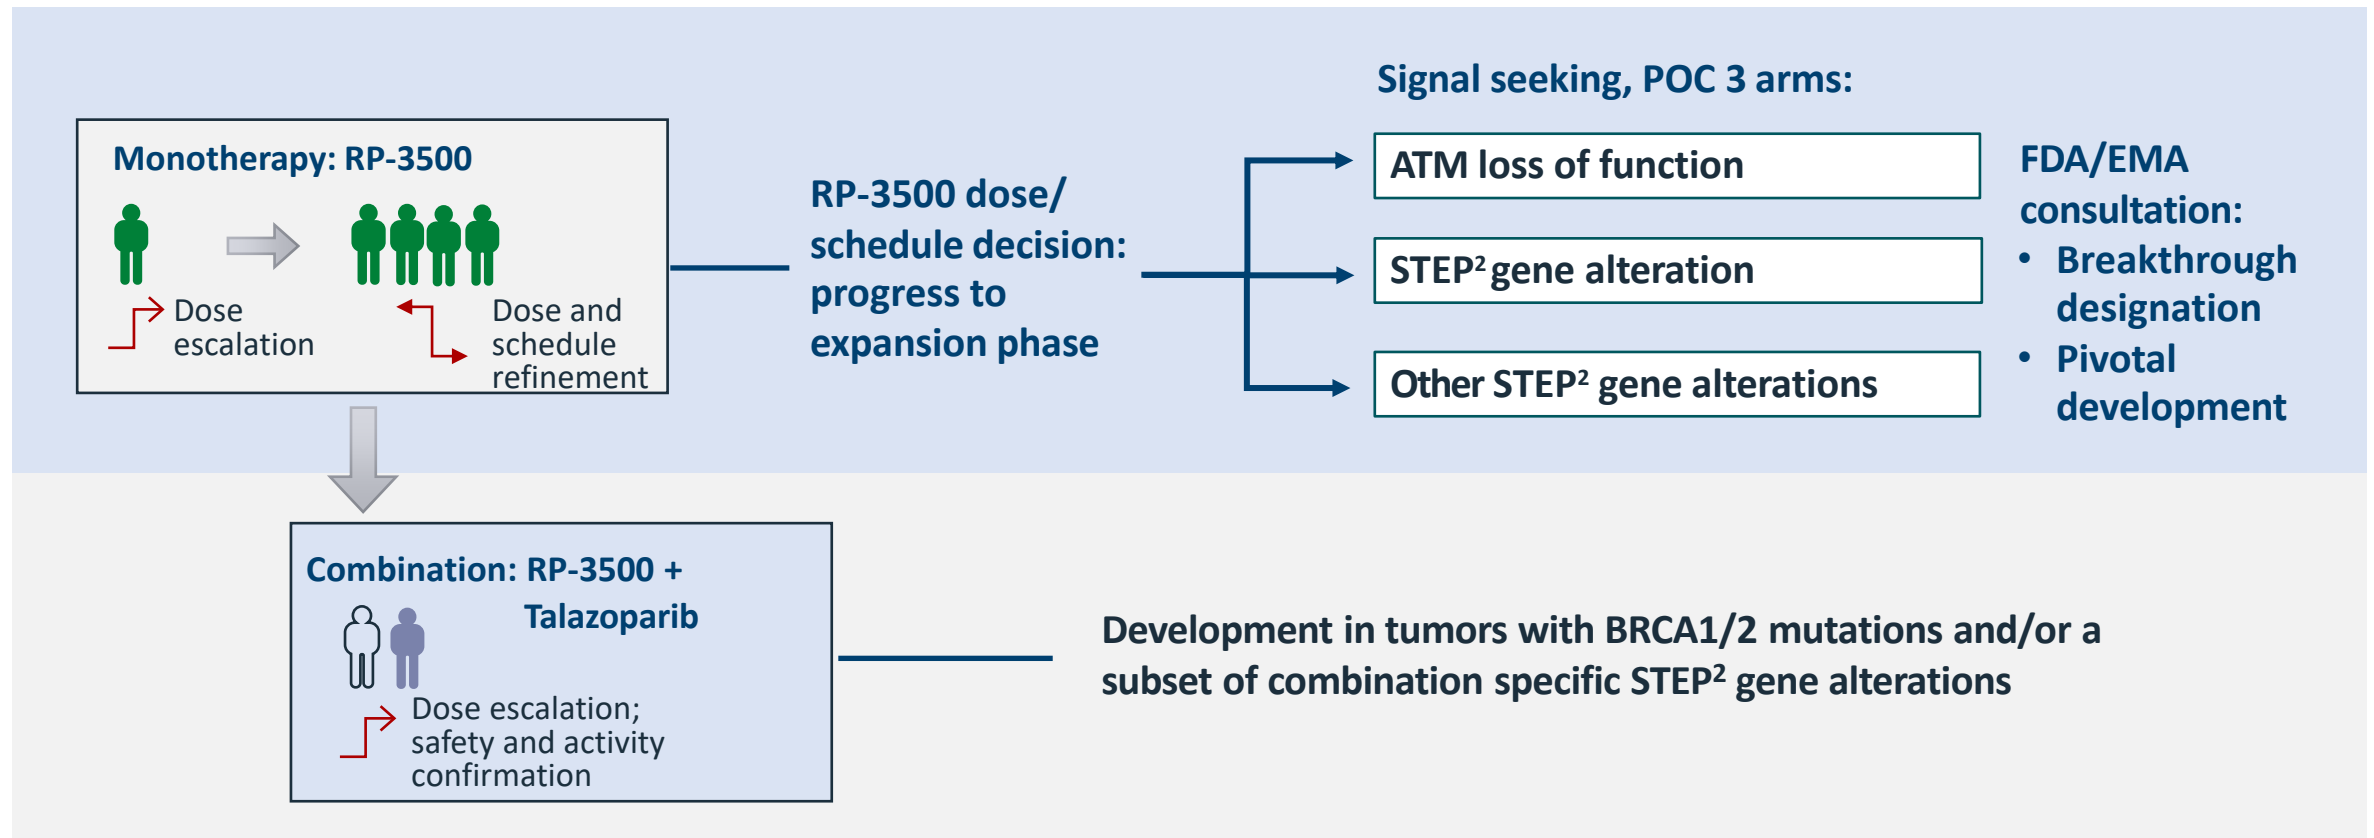 Monotherapy: RP-3500
Dose
escalation
Dose and
schedule
refinement
RP-3500 dose/
schedule decision:
progress to
expansion phase
Signal seeking, POC 3 arms:
ATM loss of function
STEP² gene alteration
Other STEP² gene alterations
FDA/EMA
consultation:
• Breakthrough
designation
• Pivotal
development
Combination: RP-3500 +
Talazoparib
Dose escalation;
safety and activity
confirmation
Development in tumors with BRCA1/2 mutations and/or a
subset of combination specific STEP² gene alterations